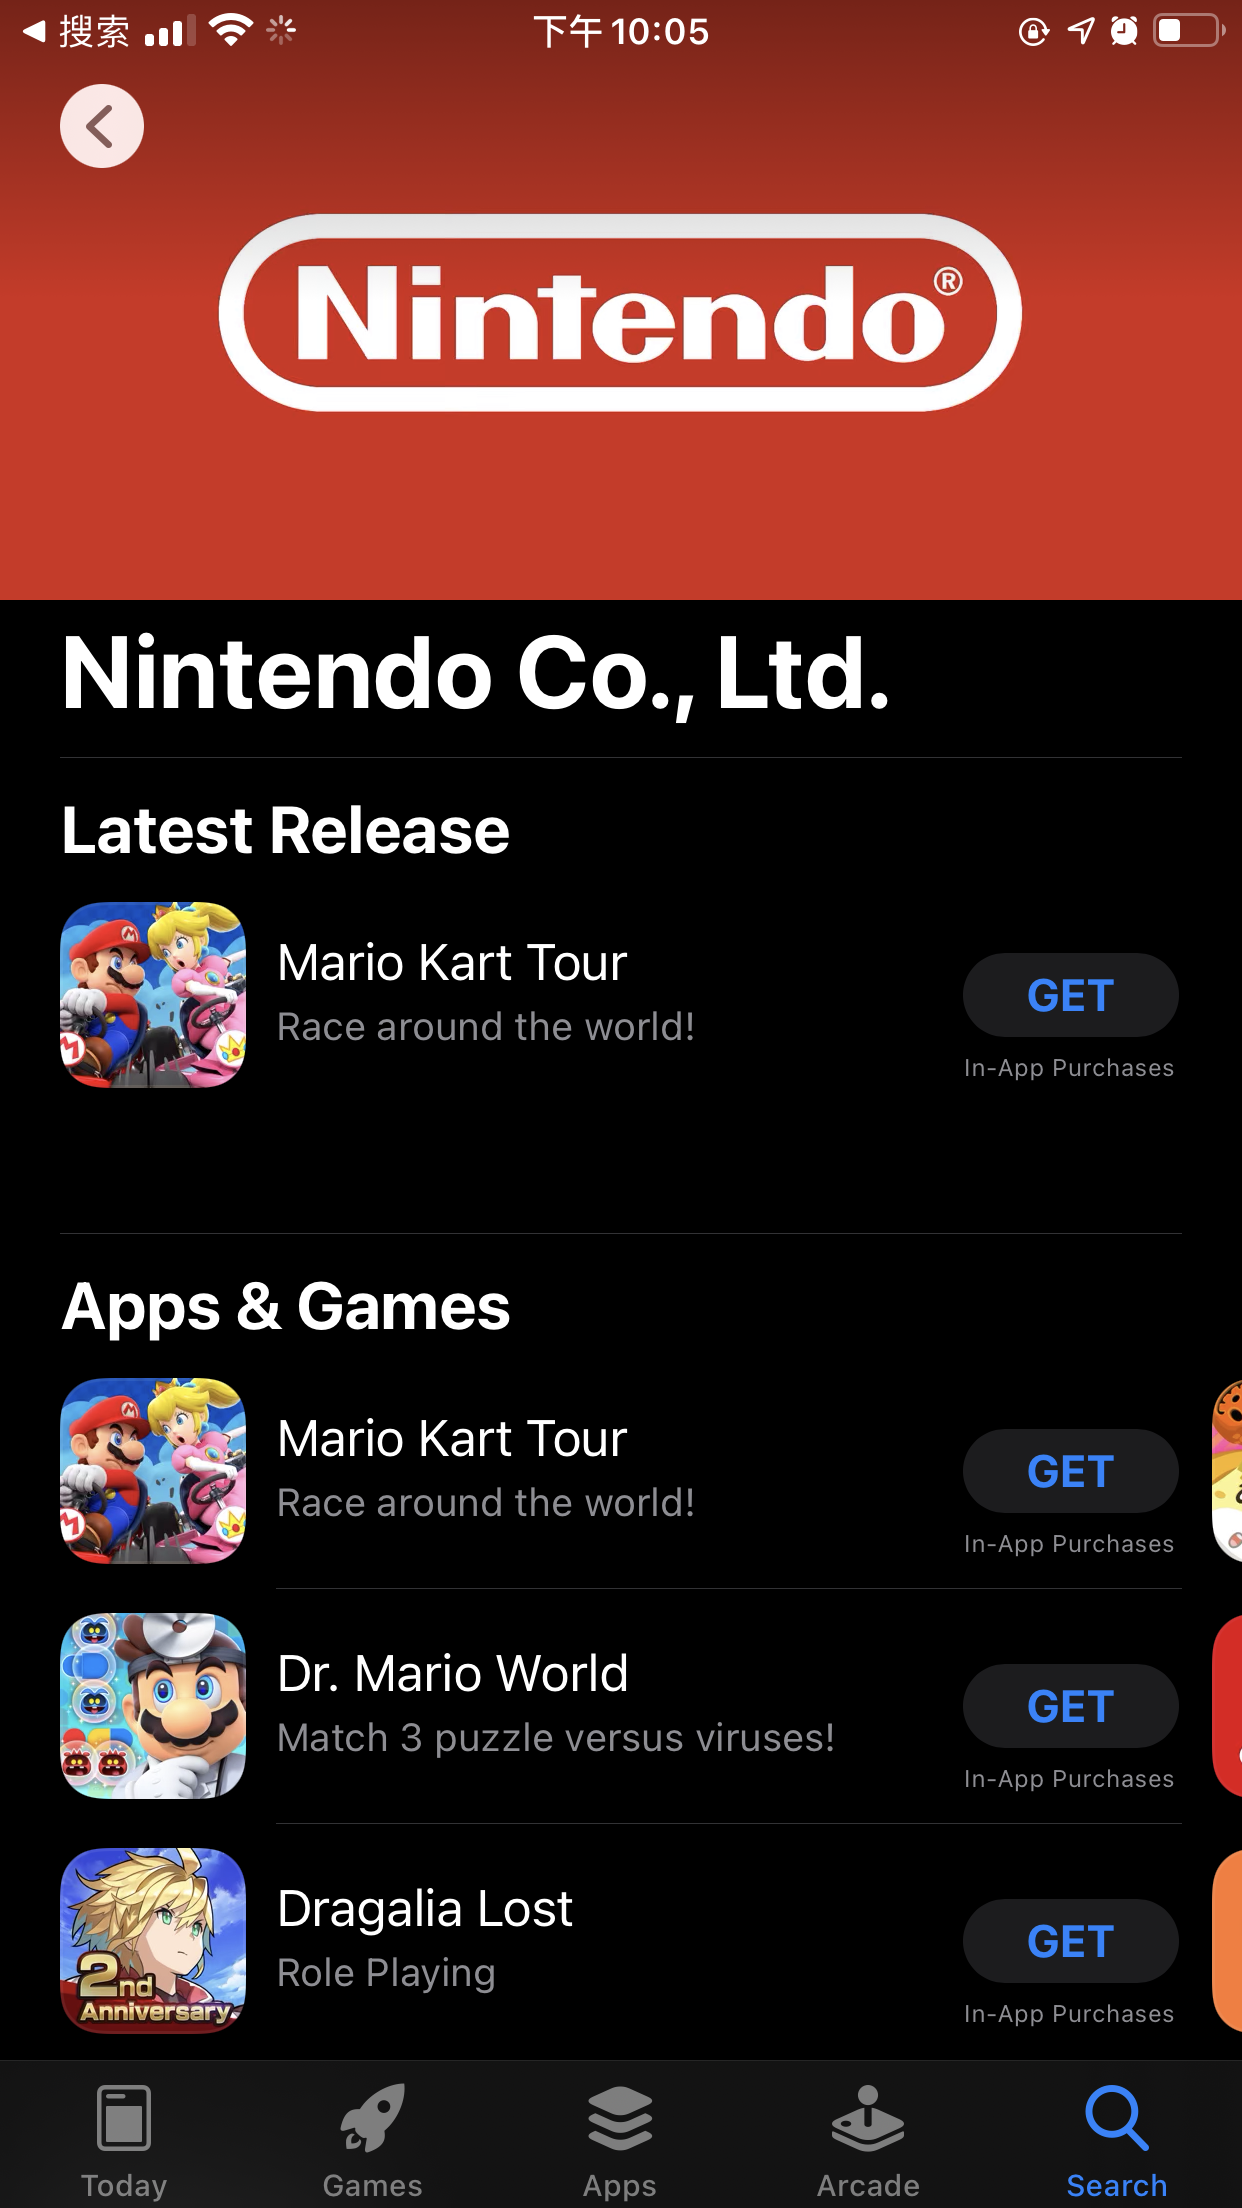 搜索
下午10:05
Nintendo®
Nintendo Co., Ltd.
Latest Release
Mario Kart Tour
Race around the world!
GET
In-App Purchases
Apps & Games
Mario Kart Tour
Race around the world!
GET
In-App Purchases
Dr. Mario World
Match 3 puzzle versus viruses!
GET
In-App Purchases
2nd
Anniversary
Dragalia Lost
Role Playing
GET
In-App Purchases
Today
Games
Apps
Arcade
Search